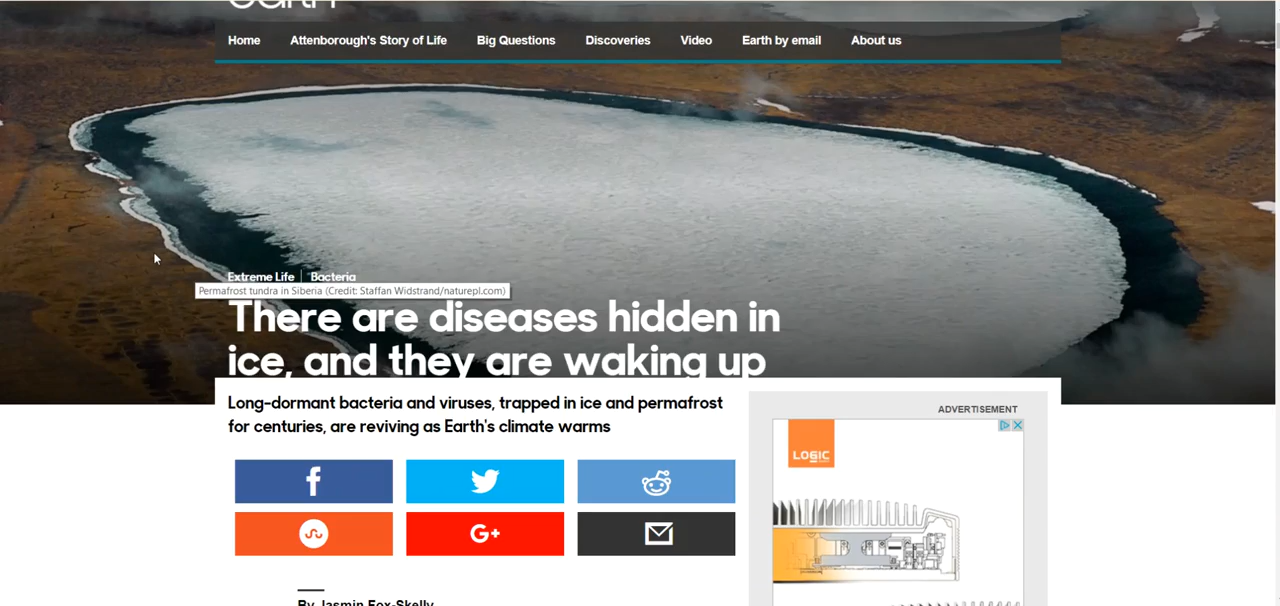 earth
Home Attenborough's Story of Life Big Questions Discoveries Video Earth by email About us
Extreme Life | Bacteria
Permafrost tundra in Siberia (Credit: Staffan Widstrand/naturepl.com)
There are diseases hidden in
ice, and they are waking up
Long-dormant bacteria and viruses, trapped in ice and permafrost
for centuries, are reviving as Earth's climate warms
ADVERTISEMENT
LOGIC
f
G+
By Jasmin Fox-Skelly